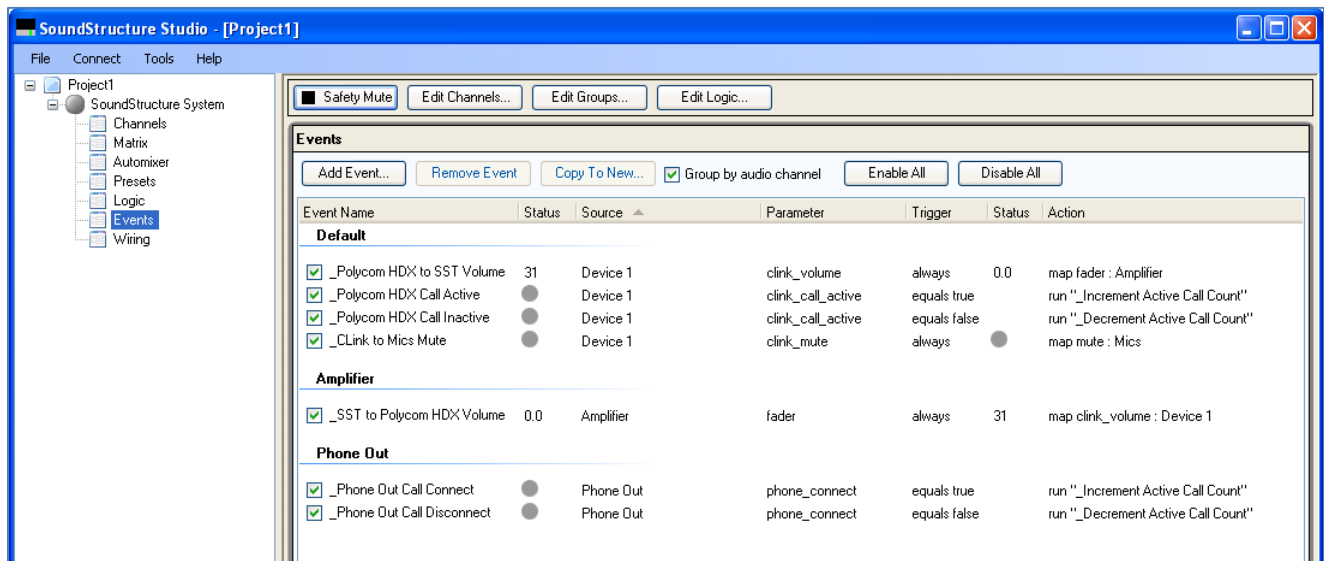 SoundStructure Studio - [Project1]
File Connect Tools Help
Project1
SoundStructure System
Channels
Matrix
Automixer
Presets
Logic
Events
Wiring
Safety Mute Edit Channels... Edit Groups... Edit Logic...
Events
Add Event... Remove Event Copy To New... Group by audio channel Enable All Disable All
Event Name Status Source Parameter Trigger Status Action
Default
_Polycom HDX to SST Volume 31 Device 1 clink_volume always 0.0 map fader : Amplifier
_Polycom HDX Call Active Device 1 clink_call_active equals true run "_Increment Active Call Count"
_Polycom HDX Call Inactive Device 1 clink_call_active equals false run "_Decrement Active Call Count"
_CLink to Mics Mute Device 1 clink_mute always map mute : Mics
Amplifier
_SST to Polycom HDX Volume 0.0 Amplifier fader always 31 map clink_volume : Device 1
Phone Out
_Phone Out Call Connect Phone Out phone_connect equals true run "_Increment Active Call Count"
_Phone Out Call Disconnect Phone Out phone_connect equals false run "_Decrement Active Call Count"